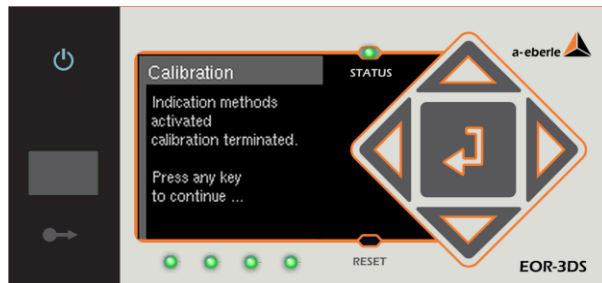 a-eberle
Calibration
STATUS
Indication methods
activated
calibration terminated.
Press any key
to continue ...
RESET
EOR-3DS